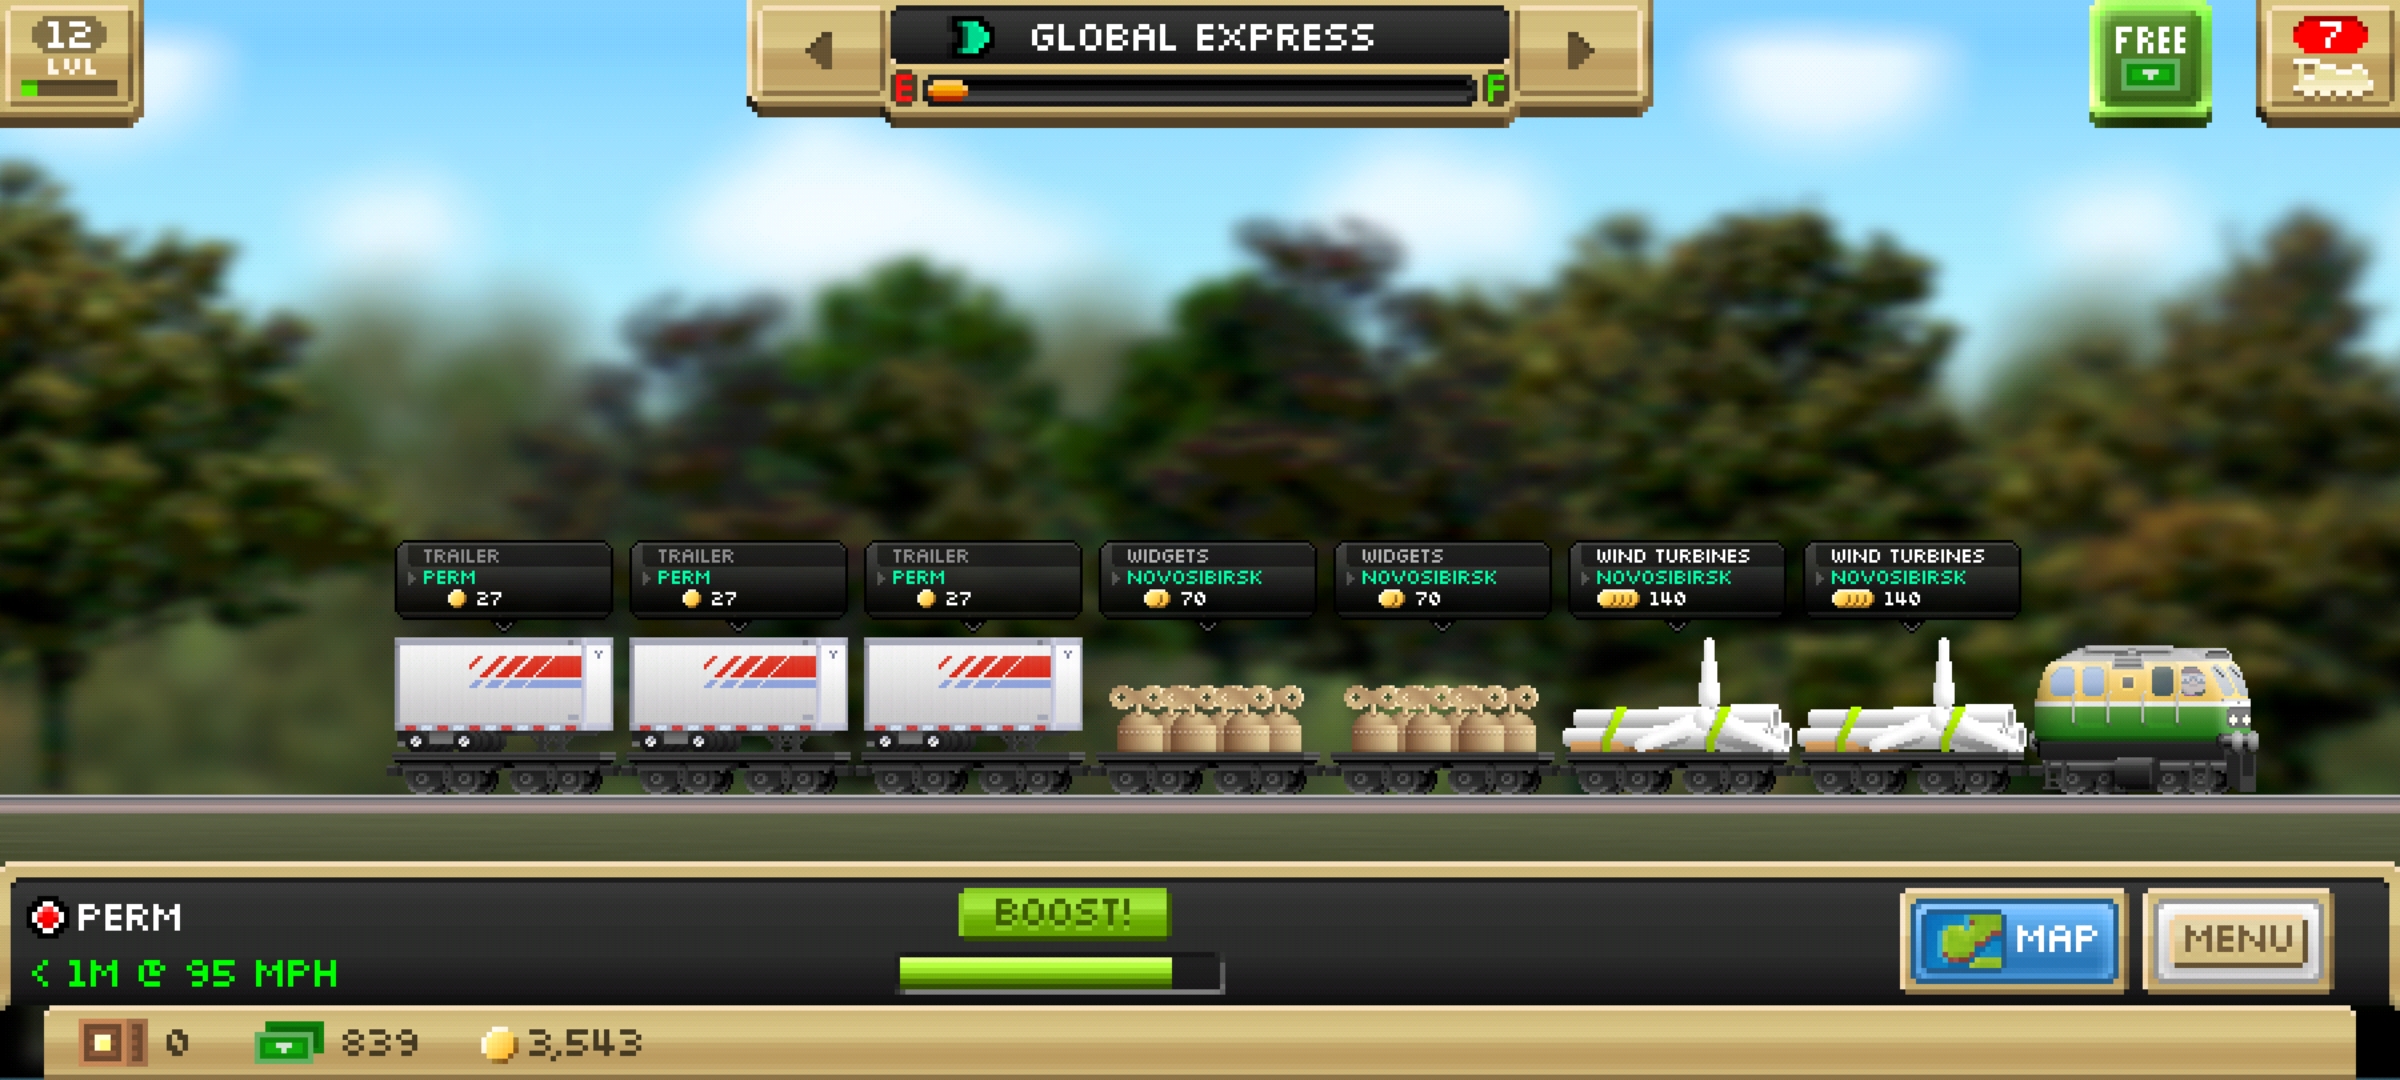 12
LVL
GLOBAL EXPRESS
E F
FREE
7
TRAILER
PERM
27
TRAILER
PERM
27
TRAILER
PERM
27
WIDGETS
NOVOSIBIRSK
70
WIDGETS
NOVOSIBIRSK
70
WIND TURBINES
NOVOSIBIRSK
140
WIND TURBINES
NOVOSIBIRSK
140
PERM
< 1M @ 95 MPH
BOOST!
MAP
MENU
0
839
3,543